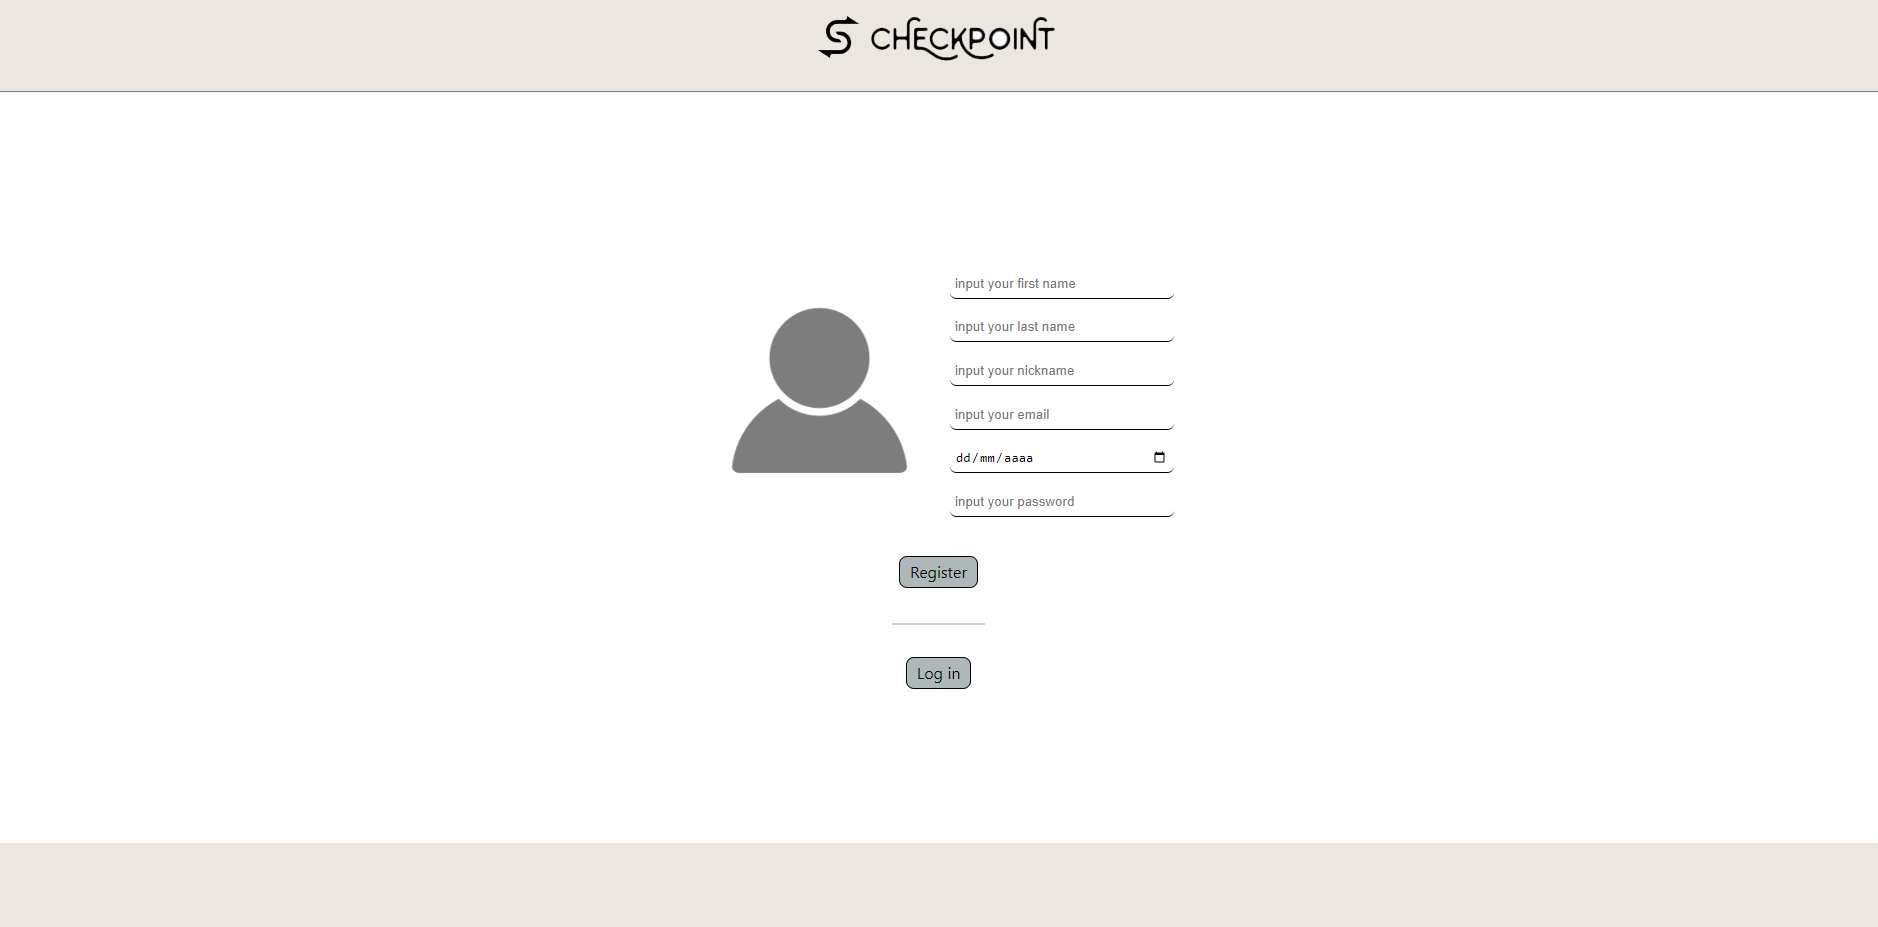 CHECKPOINT
input your first name
input your last name
input your nickname
input your email
dd/mm/aaaa
input your password
Register
Log in